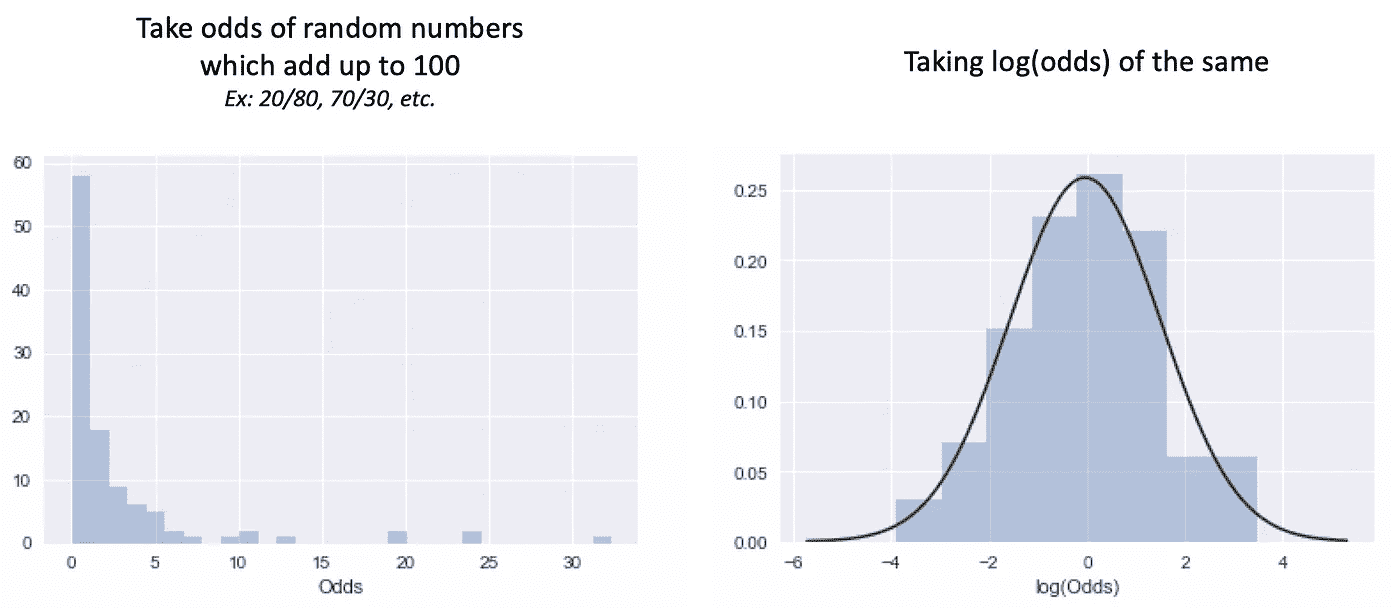 Take odds of random numbers
which add up to 100
Ex: 20/80, 70/30, etc.
60
50
40
30
20
10
0
0 5 10 15 20 25 30
Odds
Taking log(odds) of the same
0.25
0.20
0.15
0.10
0.05
0.00
−6 −4 −2 0 2 4
log(Odds)